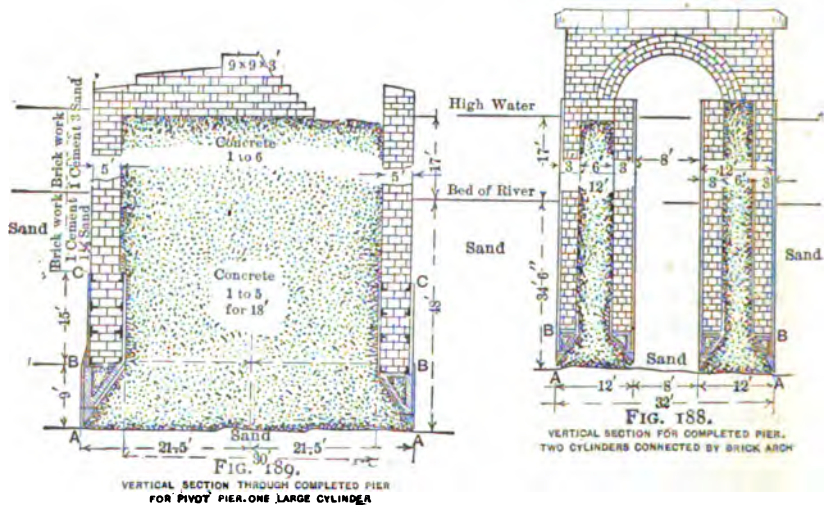 9×9×3'
Brick work
1 Cement 3 Sand
Concrete
1 to 6
5'
5'
17'
Sand
Brick work
1 Cement
Sand
C
C
Concrete
1 to 5
for 18'
48'
15'
B
B
9'
A
A
Sand
21.5'
21.5'
30'
FIG. 189.
VERTICAL SECTION THROUGH COMPLETED PIER
FOR PIVOT PIER. ONE LARGE CYLINDER
High Water
17'
3
6'
3
8'
12'
12'
3
6'
3
Bed of River
Sand
Sand
34' 6"
B
B
Sand
A
A
12'
8'
12'
32'
FIG. 188.
VERTICAL SECTION FOR COMPLETED PIER.
TWO CYLINDERS CONNECTED BY BRICK ARCH